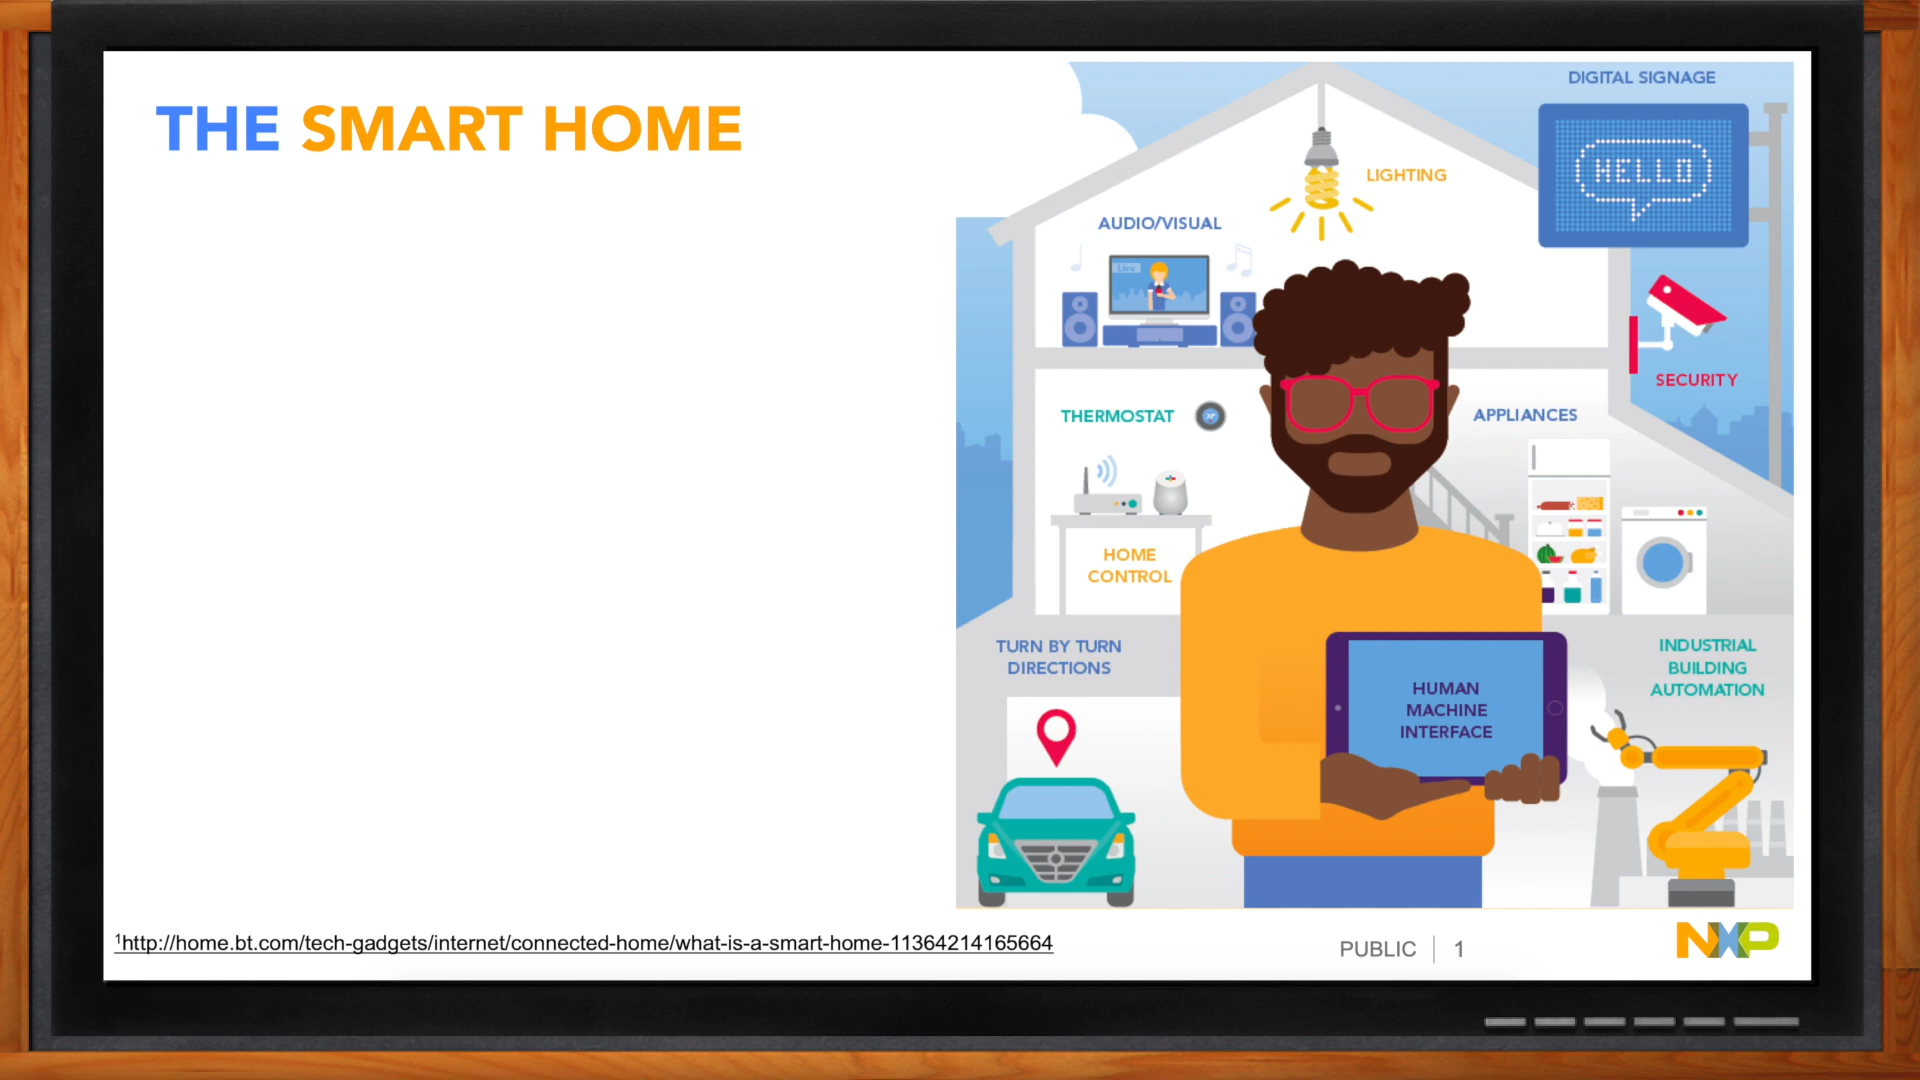 THE SMART HOME
DIGITAL SIGNAGE
HELLO
LIGHTING
AUDIO/VISUAL
Live
SECURITY
THERMOSTAT
APPLIANCES
HOME
CONTROL
TURN BY TURN
DIRECTIONS
INDUSTRIAL
BUILDING
AUTOMATION
HUMAN
MACHINE
INTERFACE
¹http://home.bt.com/tech-gadgets/internet/connected-home/what-is-a-smart-home-11364214165664
PUBLIC | 1
NXP